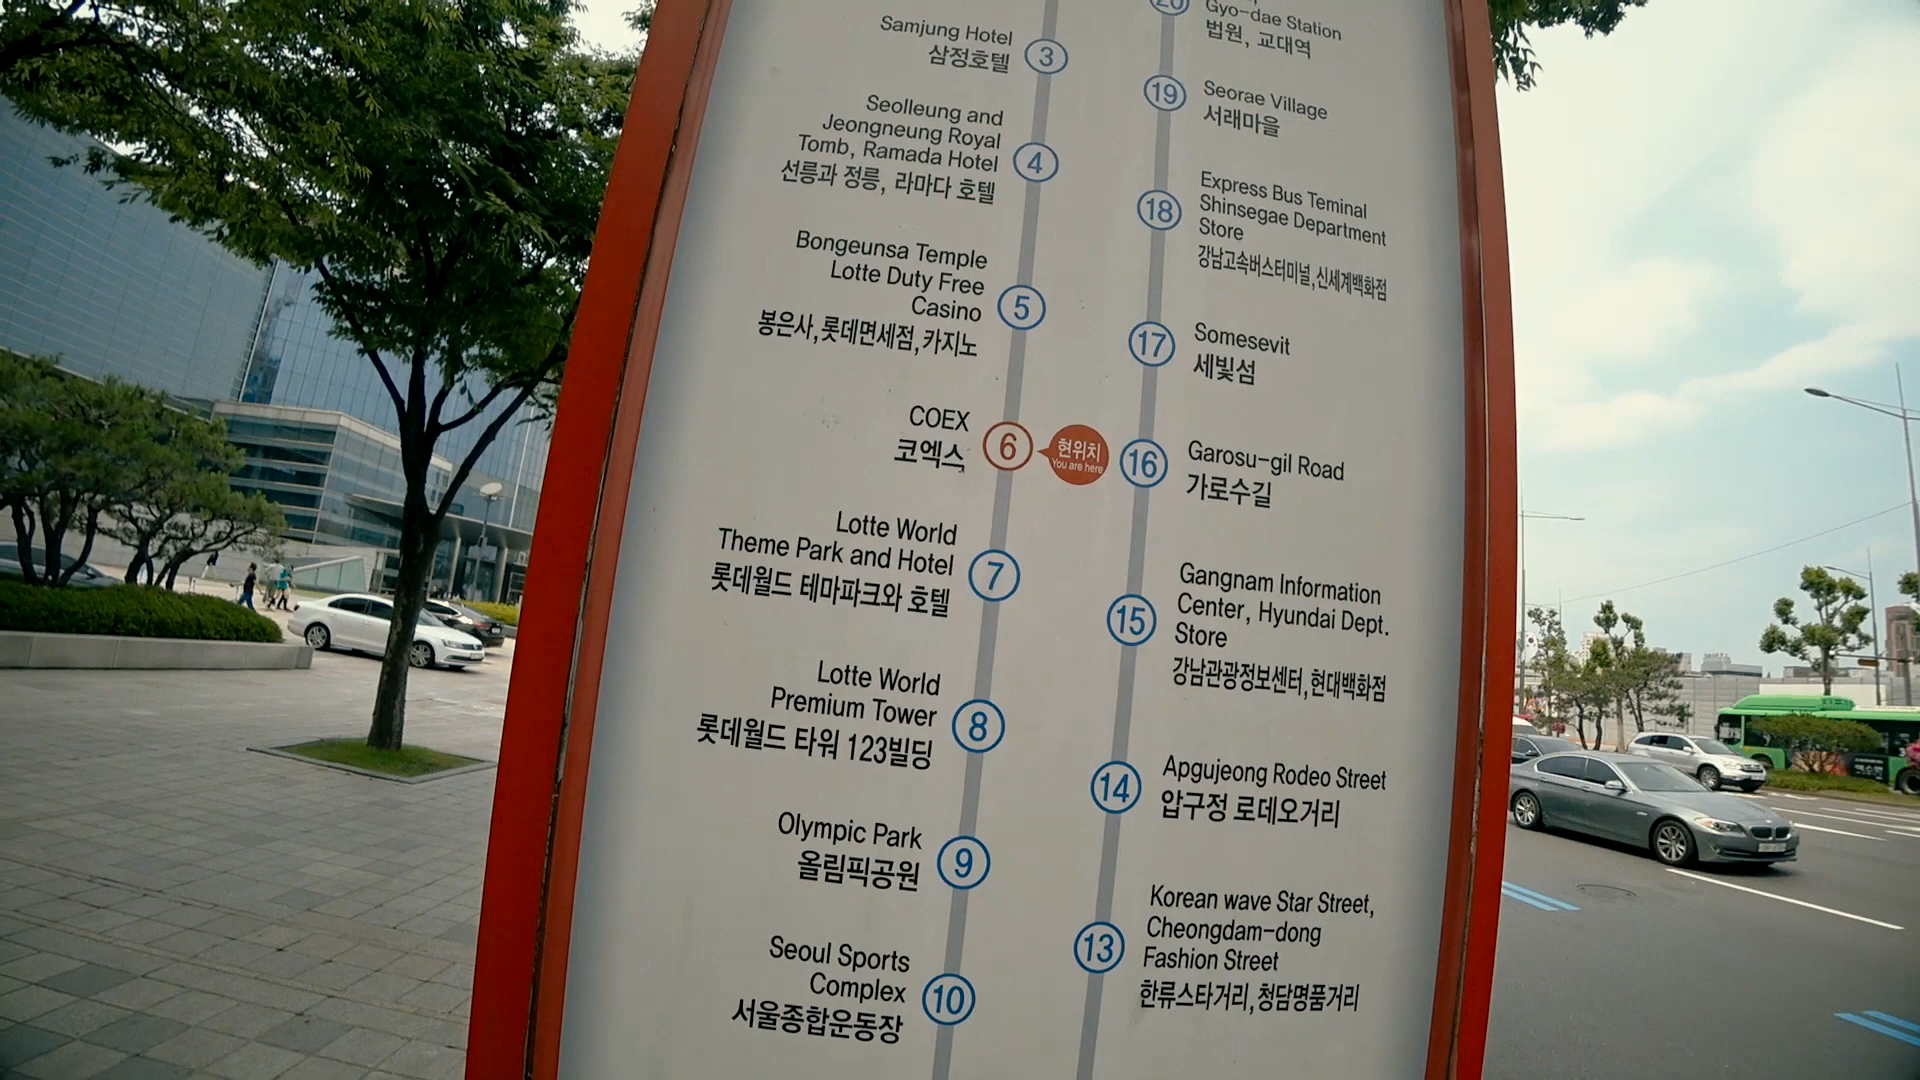 Samjung Hotel
삼정호텔
3
Seolleung and
Jeongneung Royal
Tomb, Ramada Hotel
선릉과 정릉, 라마다 호텔
4
Bongeunsa Temple
Lotte Duty Free
Casino
봉은사,롯데면세점,카지노
5
COEX
코엑스
6
현위치
You are here
Lotte World
Theme Park and Hotel
롯데월드 테마파크와 호텔
7
Lotte World
Premium Tower
롯데월드 타워 123빌딩
8
Olympic Park
올림픽공원
9
Seoul Sports
Complex
서울종합운동장
10
20
Gyo-dae Station
법원, 교대역
19
Seorae Village
서래마을
18
Express Bus Teminal
Shinsegae Department
Store
강남고속버스터미널,신세계백화점
17
Somesevit
세빛섬
16
Garosu-gil Road
가로수길
15
Gangnam Information
Center, Hyundai Dept.
Store
강남관광정보센터,현대백화점
14
Apgujeong Rodeo Street
압구정 로데오거리
13
Korean wave Star Street,
Cheongdam-dong
Fashion Street
한류스타거리,청담명품거리